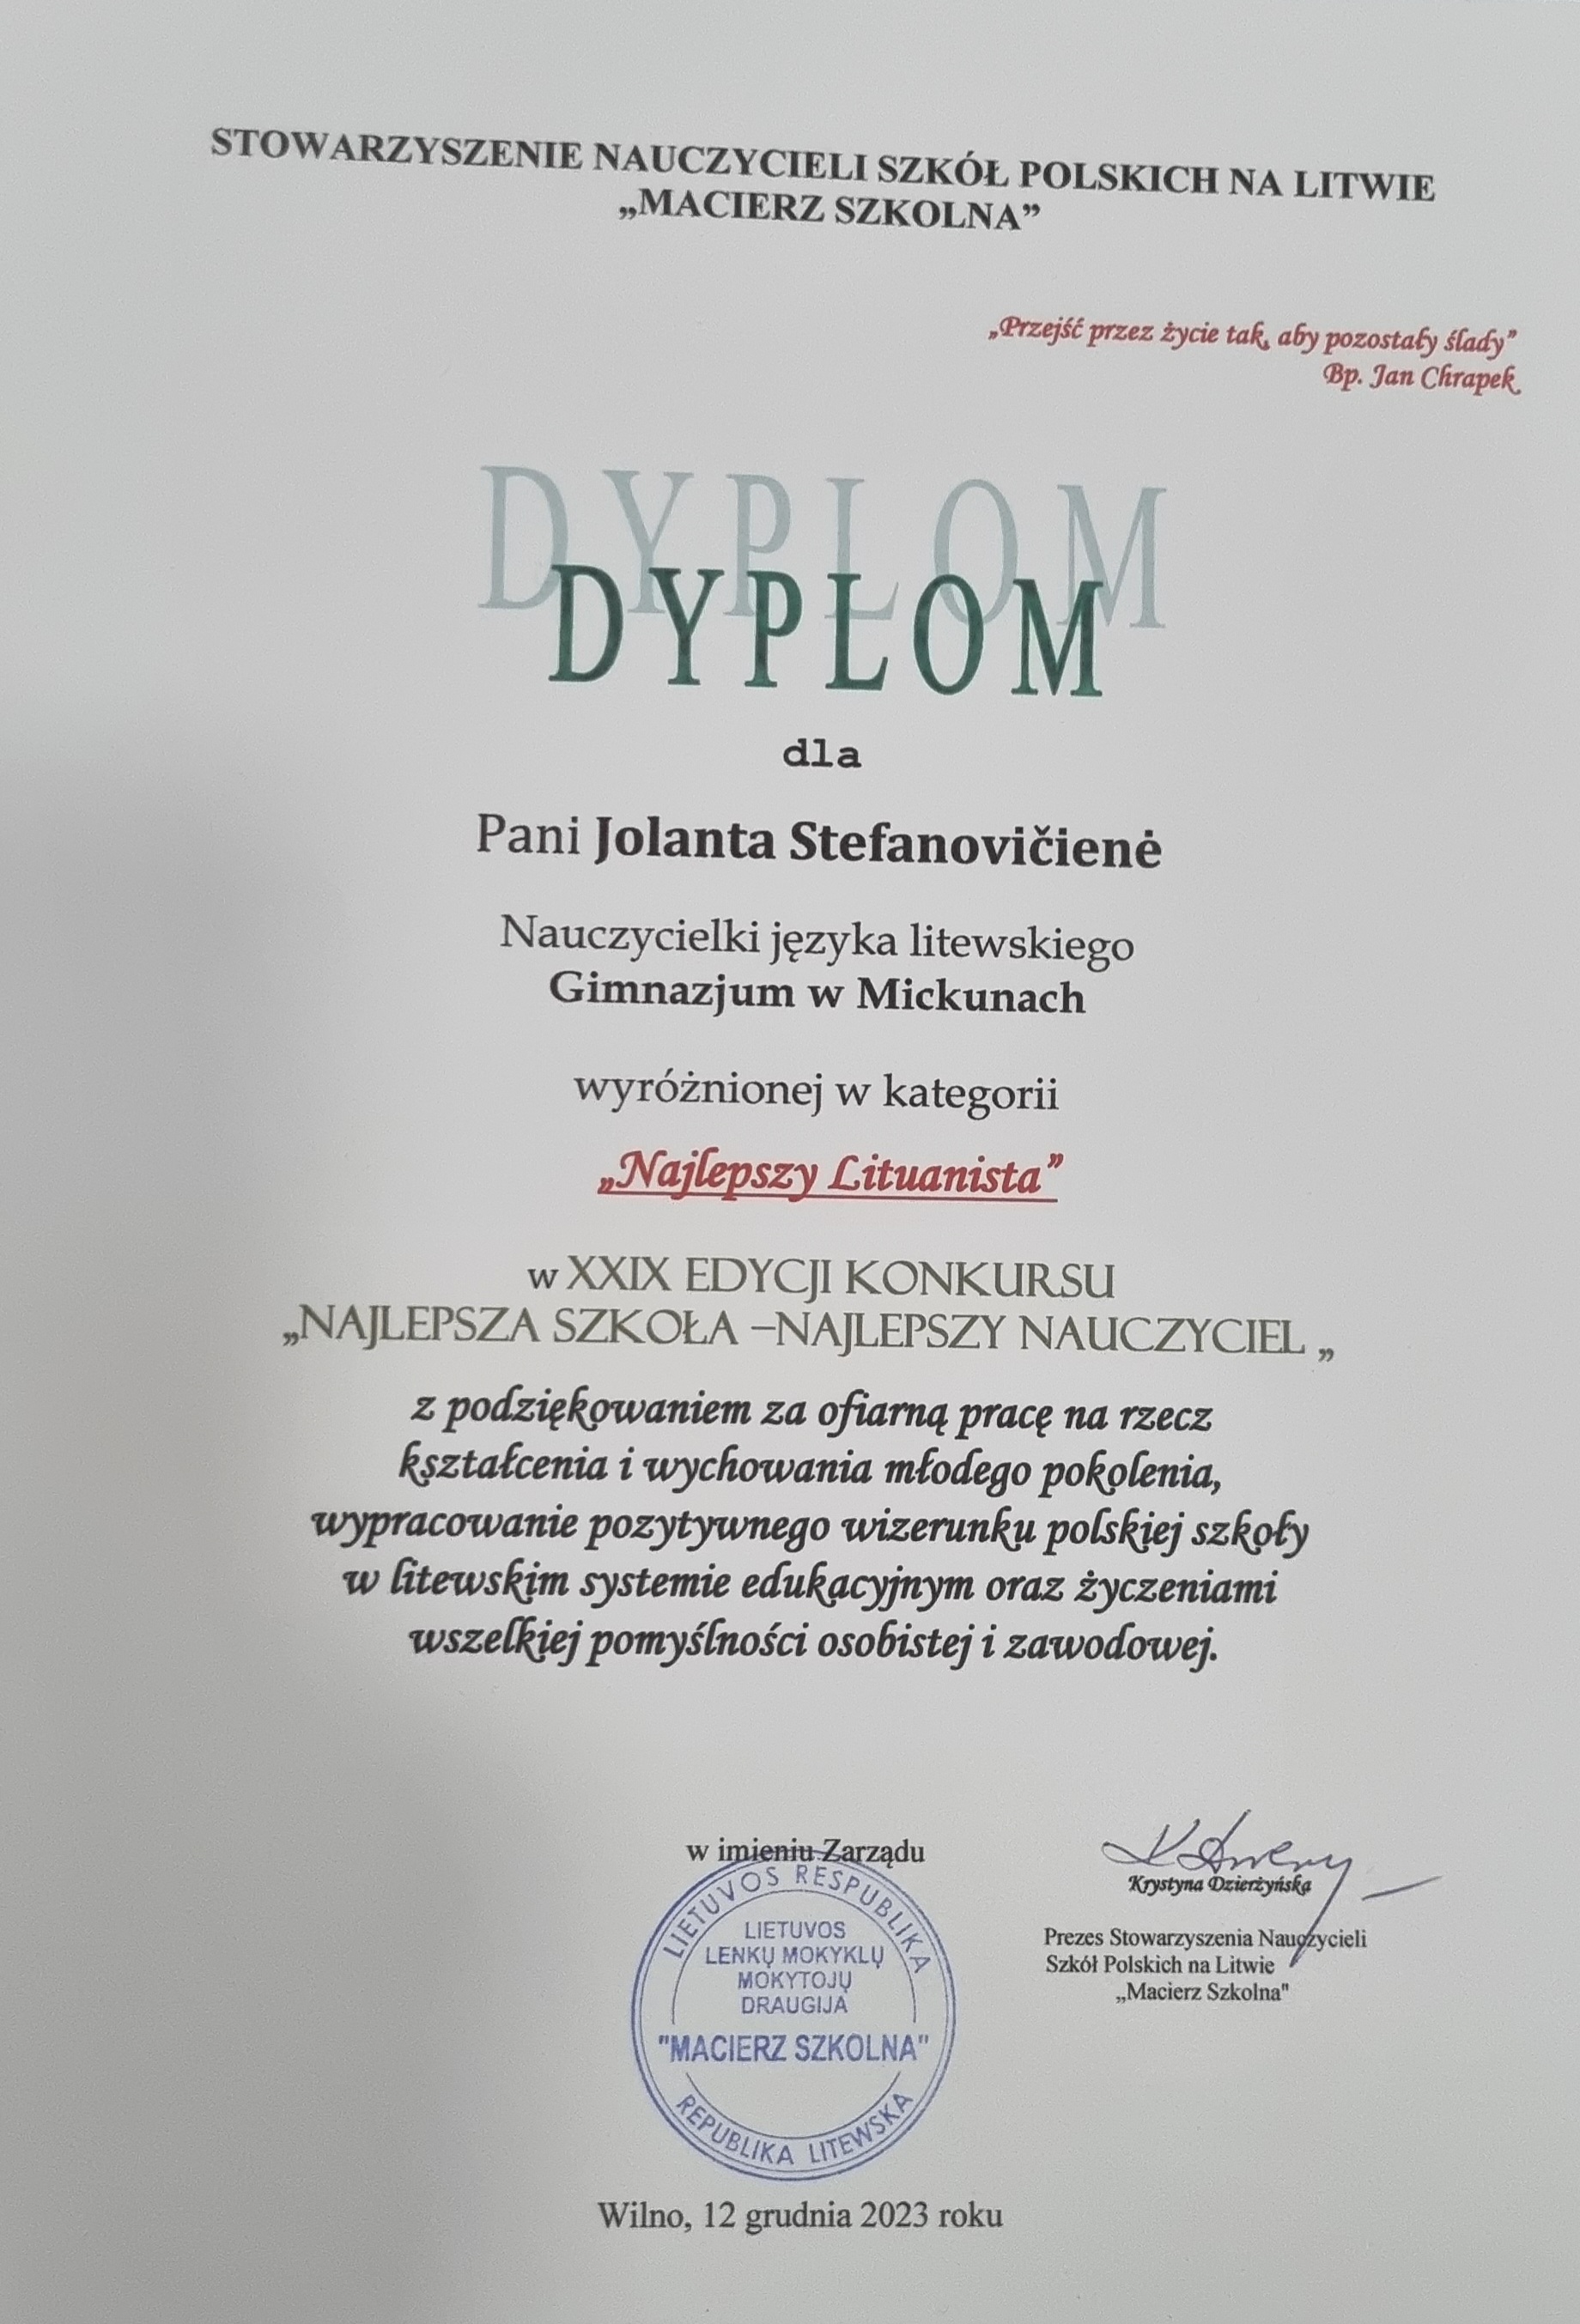 STOWARZYSZENIE NAUCZYCIELI SZKÓŁ POLSKICH NA LITWIE
„MACIERZ SZKOLNA”
„Przejść przez życie tak, aby pozostały ślady”
Bp. Jan Chrapek
DYPLOM
DYPLOM
dla
Pani Jolanta Stefanovičienė
Nauczycielki języka litewskiego
Gimnazjum w Mickunach
wyróżnionej w kategorii
„Najlepszy Lituanista”
w XXIX EDYCJI KONKURSU
„NAJLEPSZA SZKOŁA –NAJLEPSZY NAUCZYCIEL „
z podziękowaniem za ofiarną pracę na rzecz
kształcenia i wychowania młodego pokolenia,
wypracowanie pozytywnego wizerunku polskiej szkoły
w litewskim systemie edukacyjnym oraz życzeniami
wszelkiej pomyślności osobistej i zawodowej.
w imieniu Zarządu
Krystyna Dzierżyńska
Prezes Stowarzyszenia Nauczycieli
Szkół Polskich na Litwie
„Macierz Szkolna"
LIETUVOS RESPUBLIKA
LIETUVOS
LENKŲ MOKYKLŲ
MOKYTOJŲ
DRAUGIJA
"MACIERZ SZKOLNA"
REPUBLIKA LITEWSKA
Wilno, 12 grudnia 2023 roku